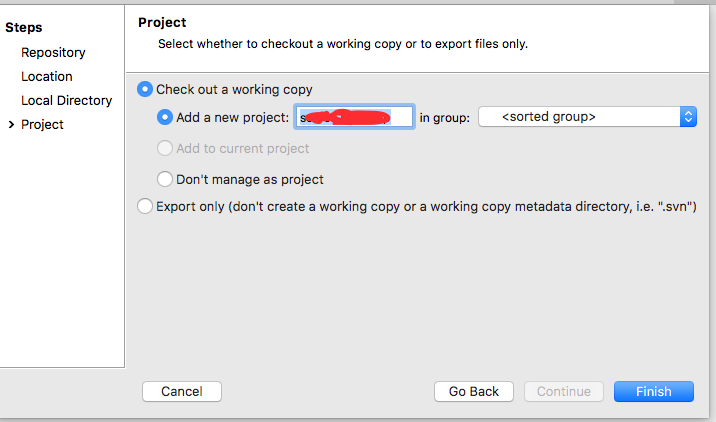 Steps
Repository
Location
Local Directory
Project
Project
Select whether to checkout a working copy or to export files only.
Check out a working copy
Add a new project: in group: <sorted group>
Add to current project
Don't manage as project
Export only (don't create a working copy or a working copy metadata directory, i.e. ".svn")
Cancel Go Back Continue Finish